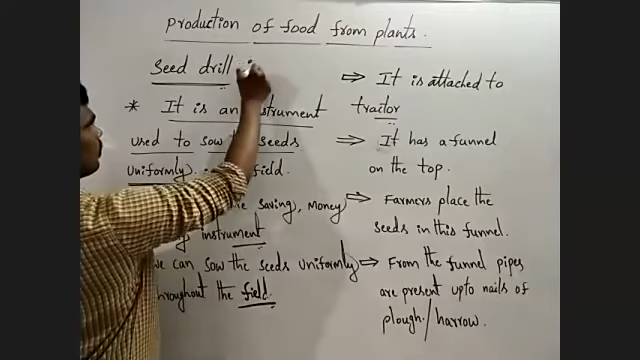 Production of food from plants.
Seed drill :
* It is an instrument
used to sow the seeds
uniformly field.
saving, money
instrument
we can sow the seeds uniformly
throughout the field.
⇒ It is attached to
tractor
⇒ It has a funnel
on the top.
⇒ Farmers place the
seeds in this funnel.
⇒ From the funnel pipes
are present upto nails of
plough./harrow.